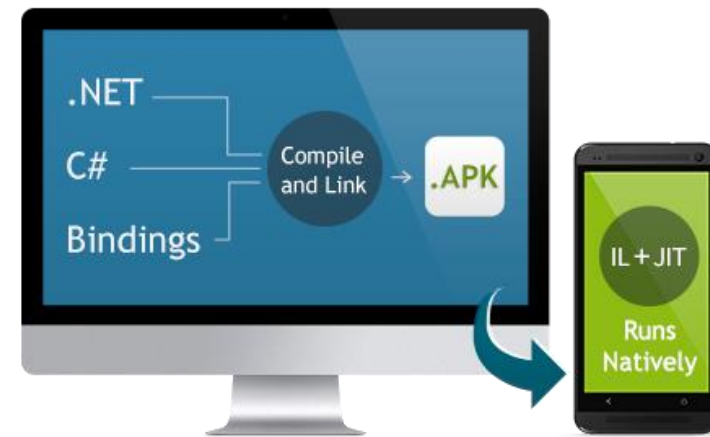 .NET
C#
Bindings
Compile
and Link
.APK
IL+JIT
Runs
Natively